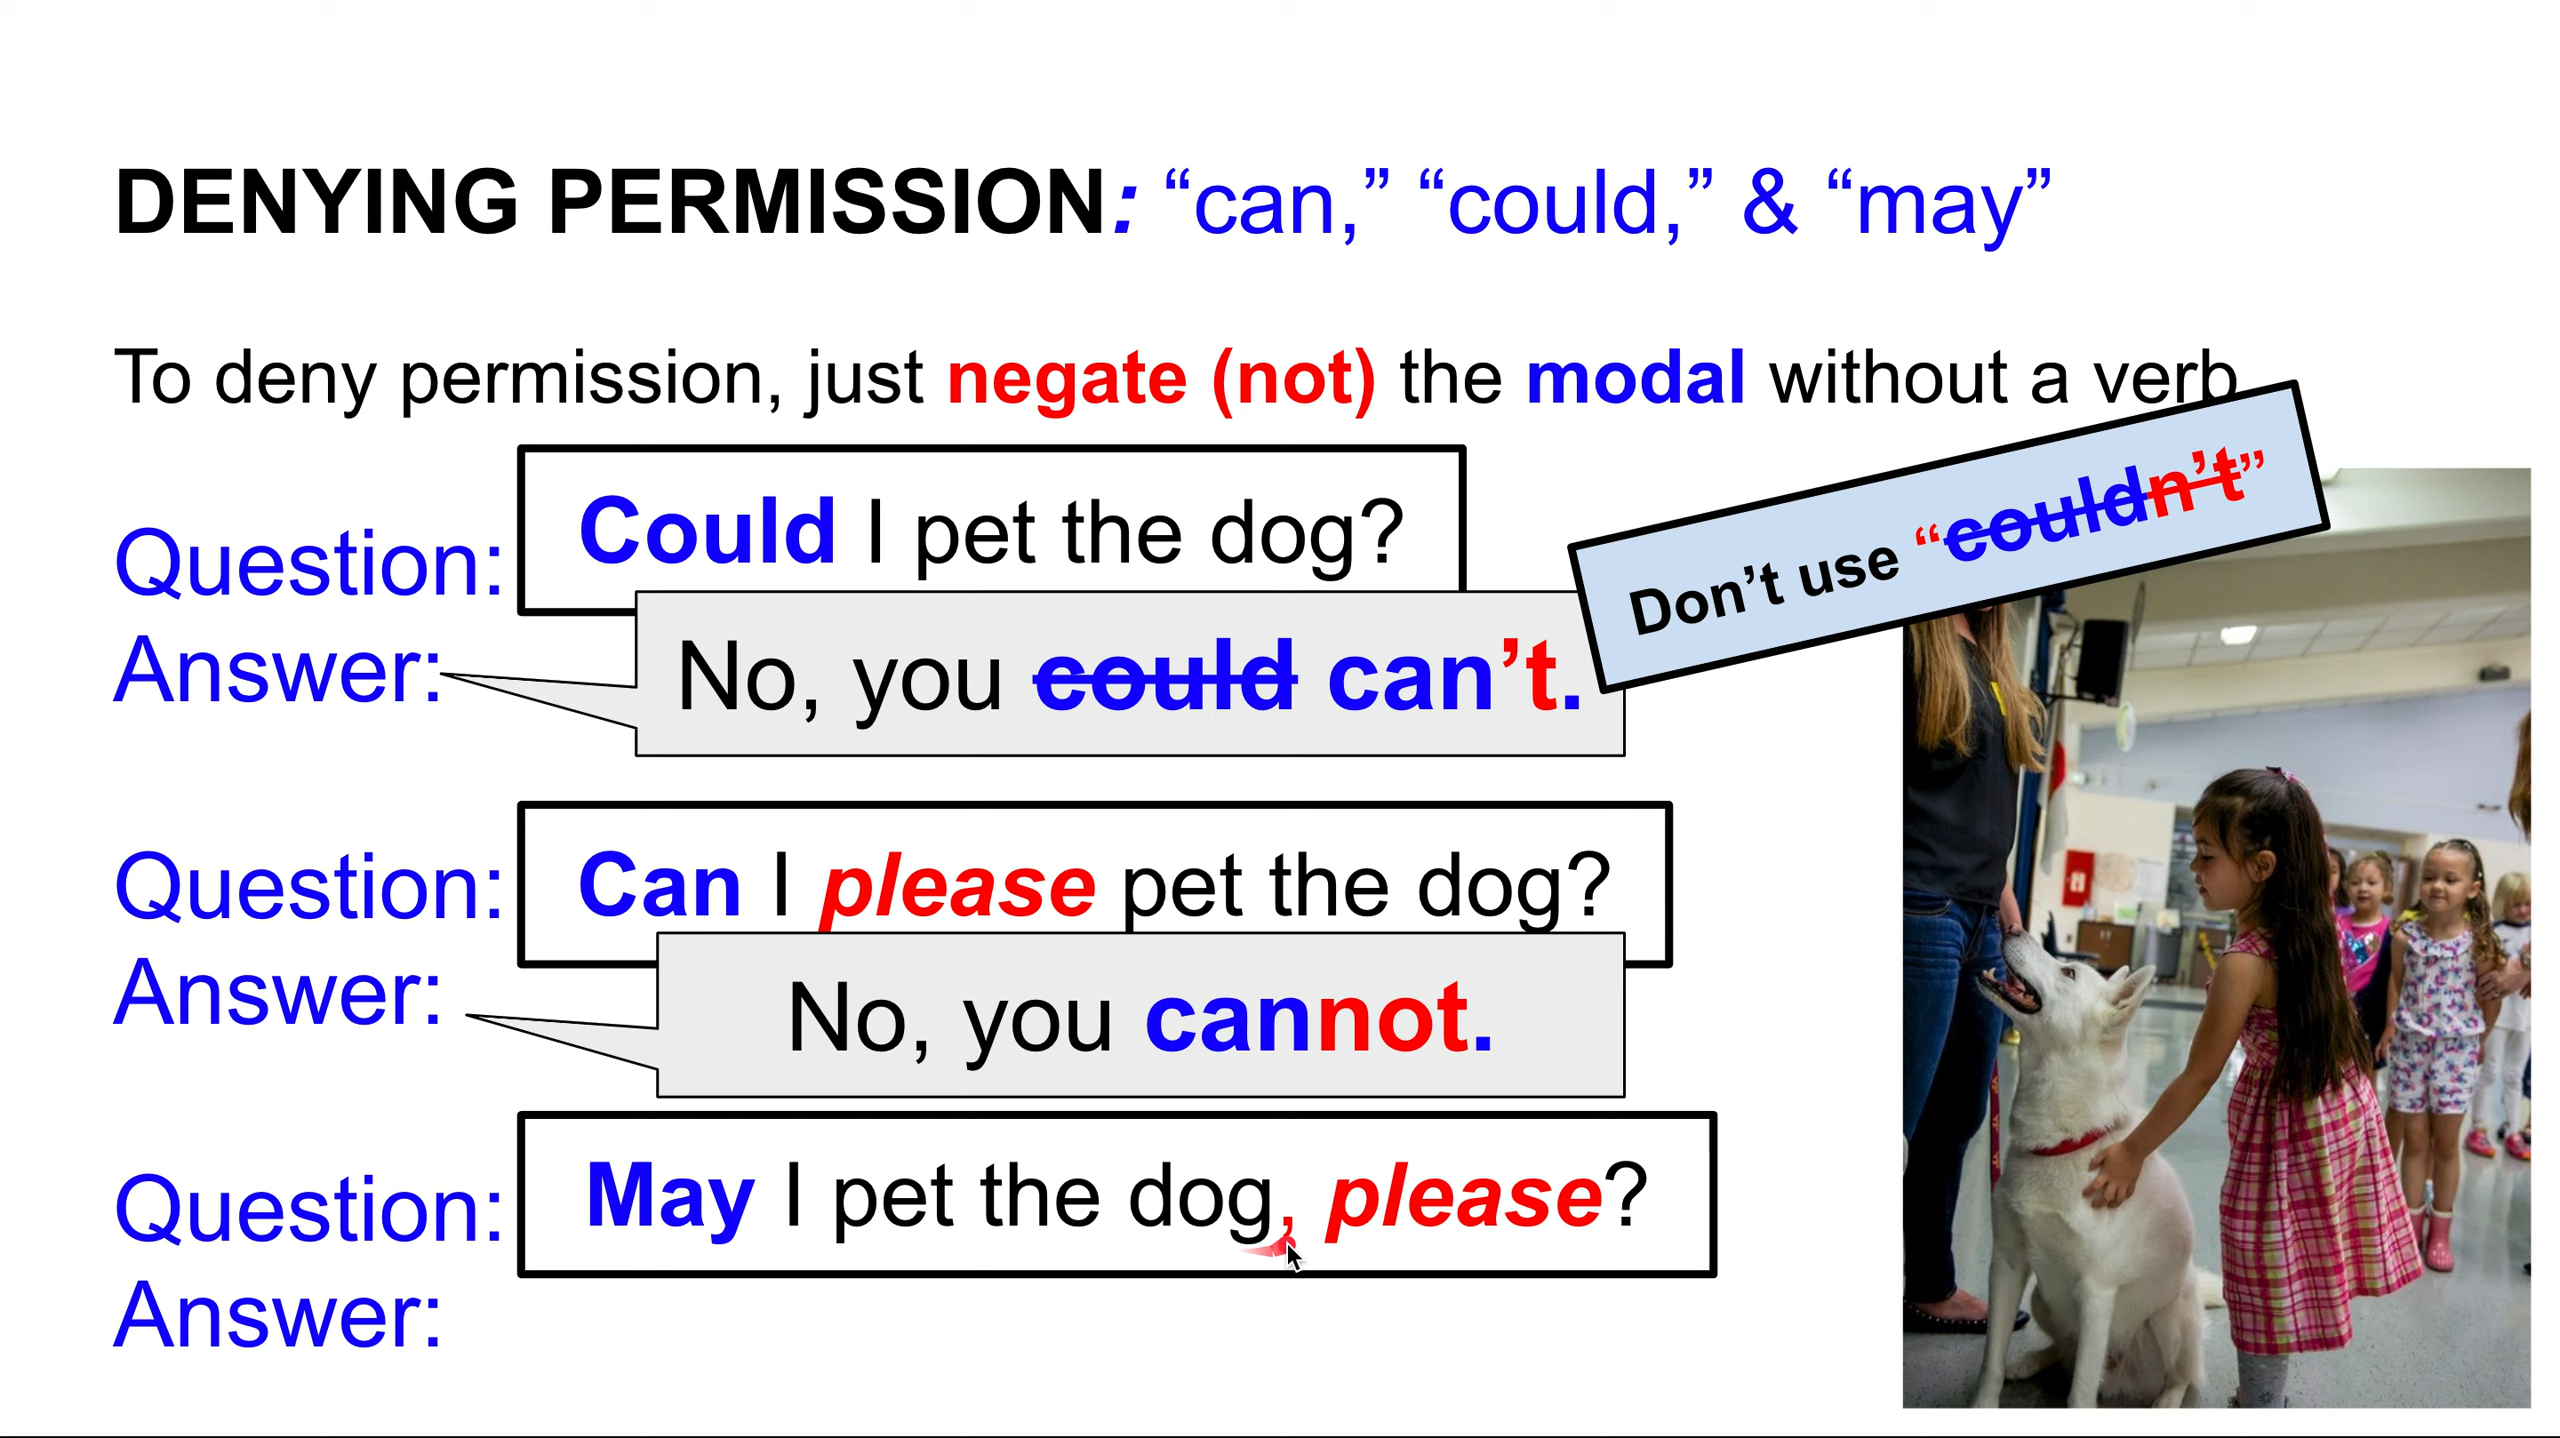 DENYING PERMISSION: “can,” “could,” & “may”
To deny permission, just negate (not) the modal without a verb
Don’t use “couldn’t”
Question: Could I pet the dog?
Answer: No, you could can’t.
Question: Can I please pet the dog?
Answer: No, you cannot.
Question: May I pet the dog, please?
Answer: